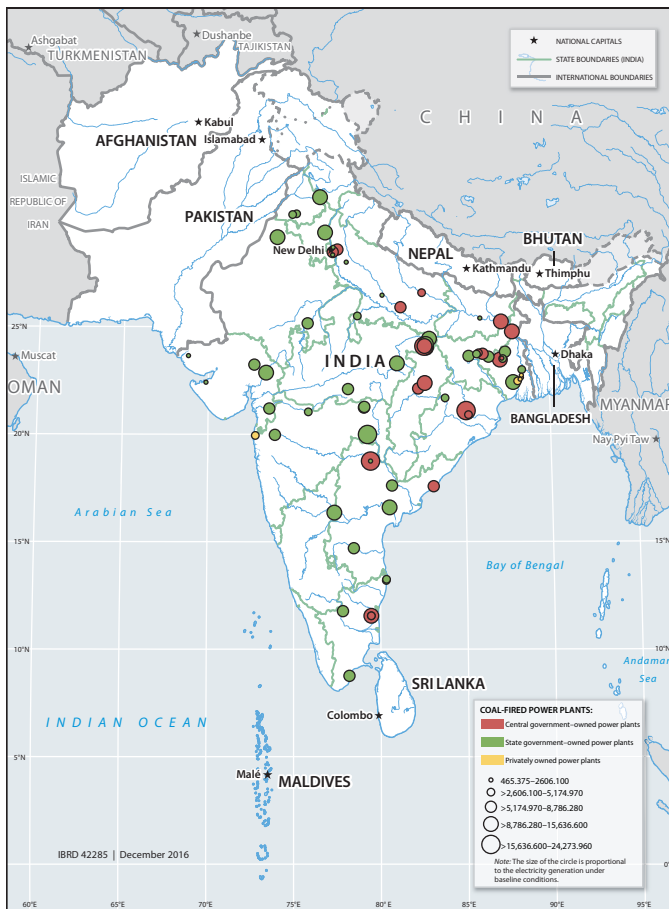 Ashgabat
Dushanbe
TURKMENISTAN
TAJIKISTAN
NATIONAL CAPITALS
STATE BOUNDARIES (INDIA)
INTERNATIONAL BOUNDARIES
C H I N A
Kabul
AFGHANISTAN
Islamabad
ISLAMIC
REPUBLIC OF
IRAN
PAKISTAN
New Delhi
NEPAL
BHUTAN
Kathmandu
Thimphu
25°E
25°N
Muscat
INDIA
Dhaka
OMAN
BANGLADESH
MYANMAR
20°N
Nay Pyi Taw
Arabian Sea
15°N
15°N
Bay of Bengal
10°N
10°N
Andaman
Sea
SRI LANKA
INDIAN OCEAN
Colombo
COAL-FIRED POWER PLANTS:
Central government–owned power plants
State government–owned power plants
Privately owned power plants
465.375–2606.100
>2,606.100–5,174.970
>5,174.970–8,786.280
>8,786.280–15,636.600
>15,636.600–24,273.960
Note: The size of the circle is proportional
to the electricity generation under
baseline conditions.
5°N
Malé
MALDIVES
IBRD 42285 | December 2016
0°
60°E
65°E
70°E
75°E
80°E
85°E
90°E
95°E